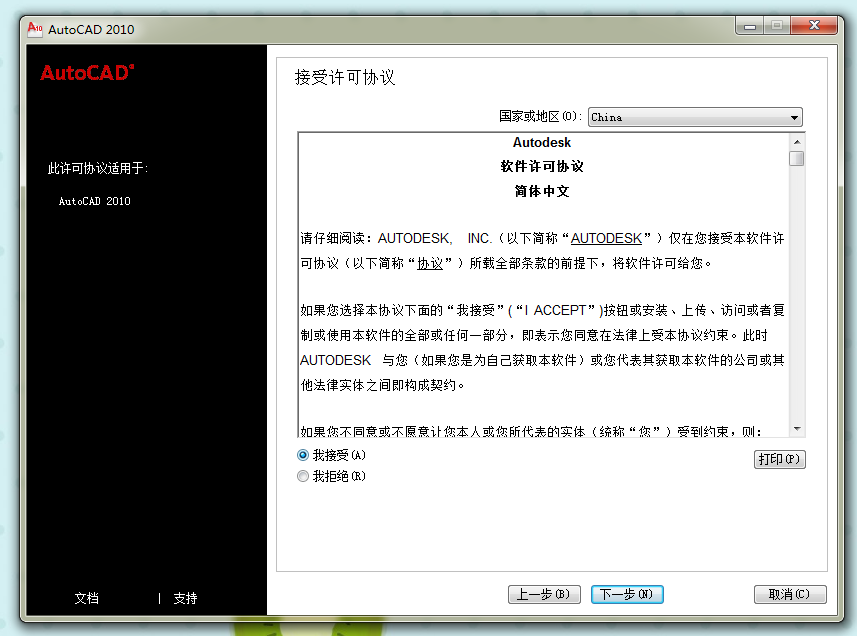 AutoCAD 2010
AutoCAD
此许可协议适用于:
AutoCAD 2010
文档 | 支持
接受许可协议
国家或地区(O): China
Autodesk
软件许可协议
简体中文
请仔细阅读：AUTODESK, INC.（以下简称“AUTODESK”）仅在您接受本软件许
可协议（以下简称“协议”）所载全部条款的前提下，将软件许可给您。
如果您选择本协议下面的“我接受”(“I ACCEPT”)按钮或安装、上传、访问或者复
制或使用本软件的全部或任何一部分，即表示您同意在法律上受本协议约束。此时
AUTODESK 与您（如果您是为自己获取本软件）或您代表其获取本软件的公司或其
他法律实体之间即构成契约。
如果您不同意或不愿意让您本人或您所代表的实体（统称“您”）受到约束，则：
我接受(A)
我拒绝(R)
打印(P)
上一步(B) 下一步(N) 取消(C)